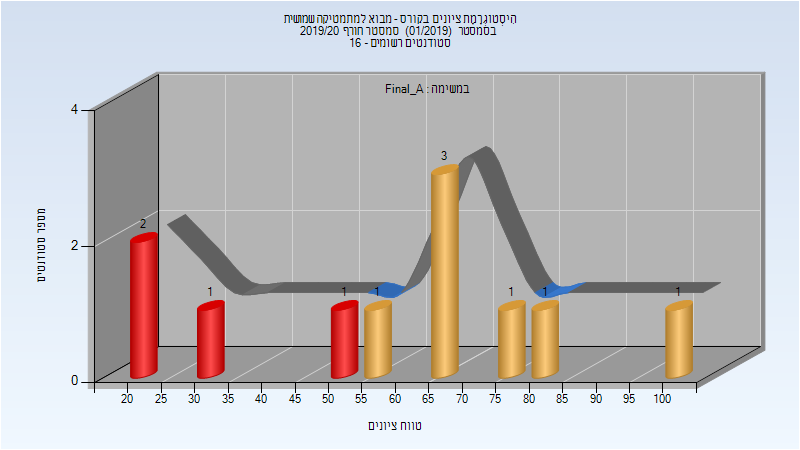 היסטוגרמת ציונים בקורס - מבוא למתמטיקה שמושית
בסמסטר (01/2019) סמסטר חורף 2019/20
סטודנטים רשומים - 16
במשימה : Final_A
מספר סטודנטים
4
2
0
2
1
1
1
3
1
1
1
20 25 30 35 40 45 50 55 60 65 70 75 80 85 90 95 100
טווח ציונים